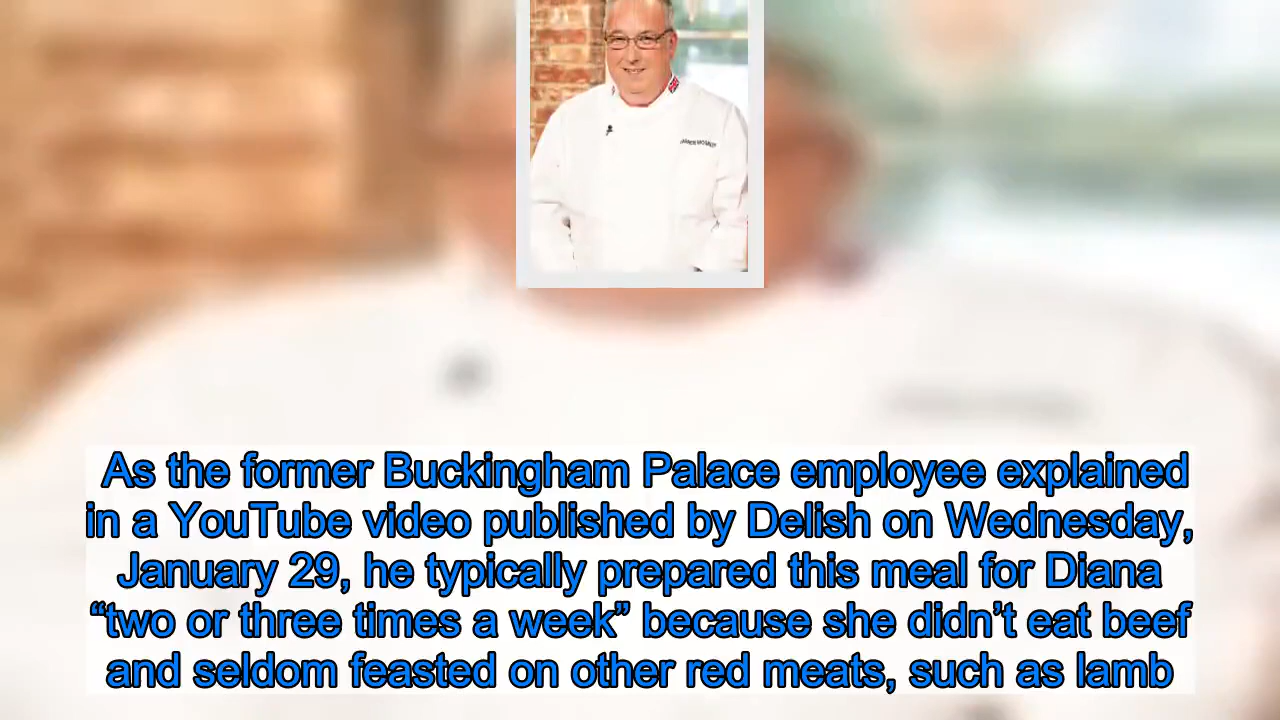 As the former Buckingham Palace employee explained
in a YouTube video published by Delish on Wednesday,
January 29, he typically prepared this meal for Diana
“two or three times a week” because she didn’t eat beef
and seldom feasted on other red meats, such as lamb